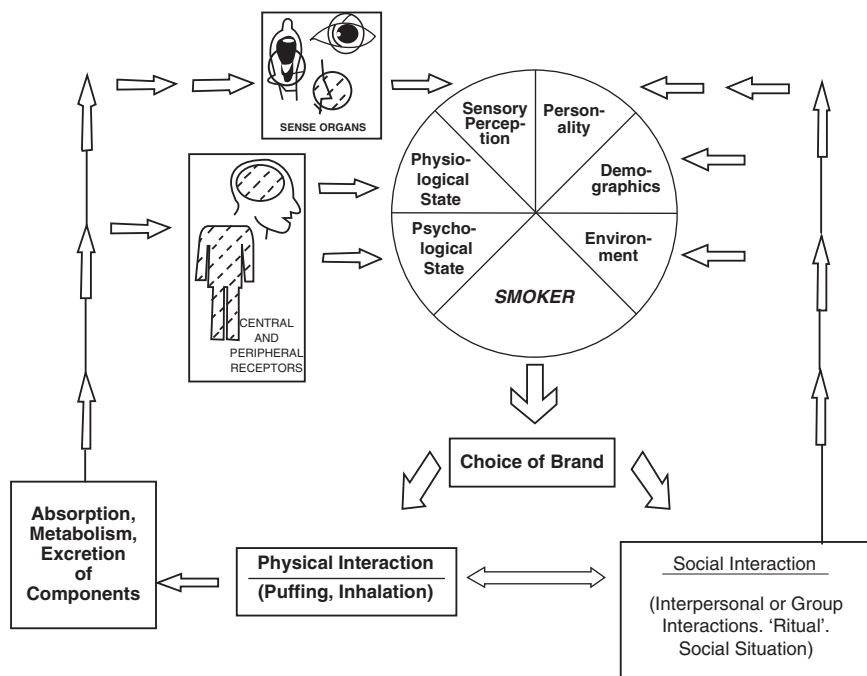 SENSE ORGANS
Sensory
Percep-
tion
Person-
ality
Physio-
logical
State
Demo-
graphics
Psycho-
logical
State
Environ-
ment
SMOKER
CENTRAL
AND
PERIPHERAL
RECEPTORS
Choice of Brand
Absorption,
Metabolism,
Excretion
of
Components
Physical Interaction
(Puffing, Inhalation)
Social Interaction
(Interpersonal or Group
Interactions. ‘Ritual’.
Social Situation)